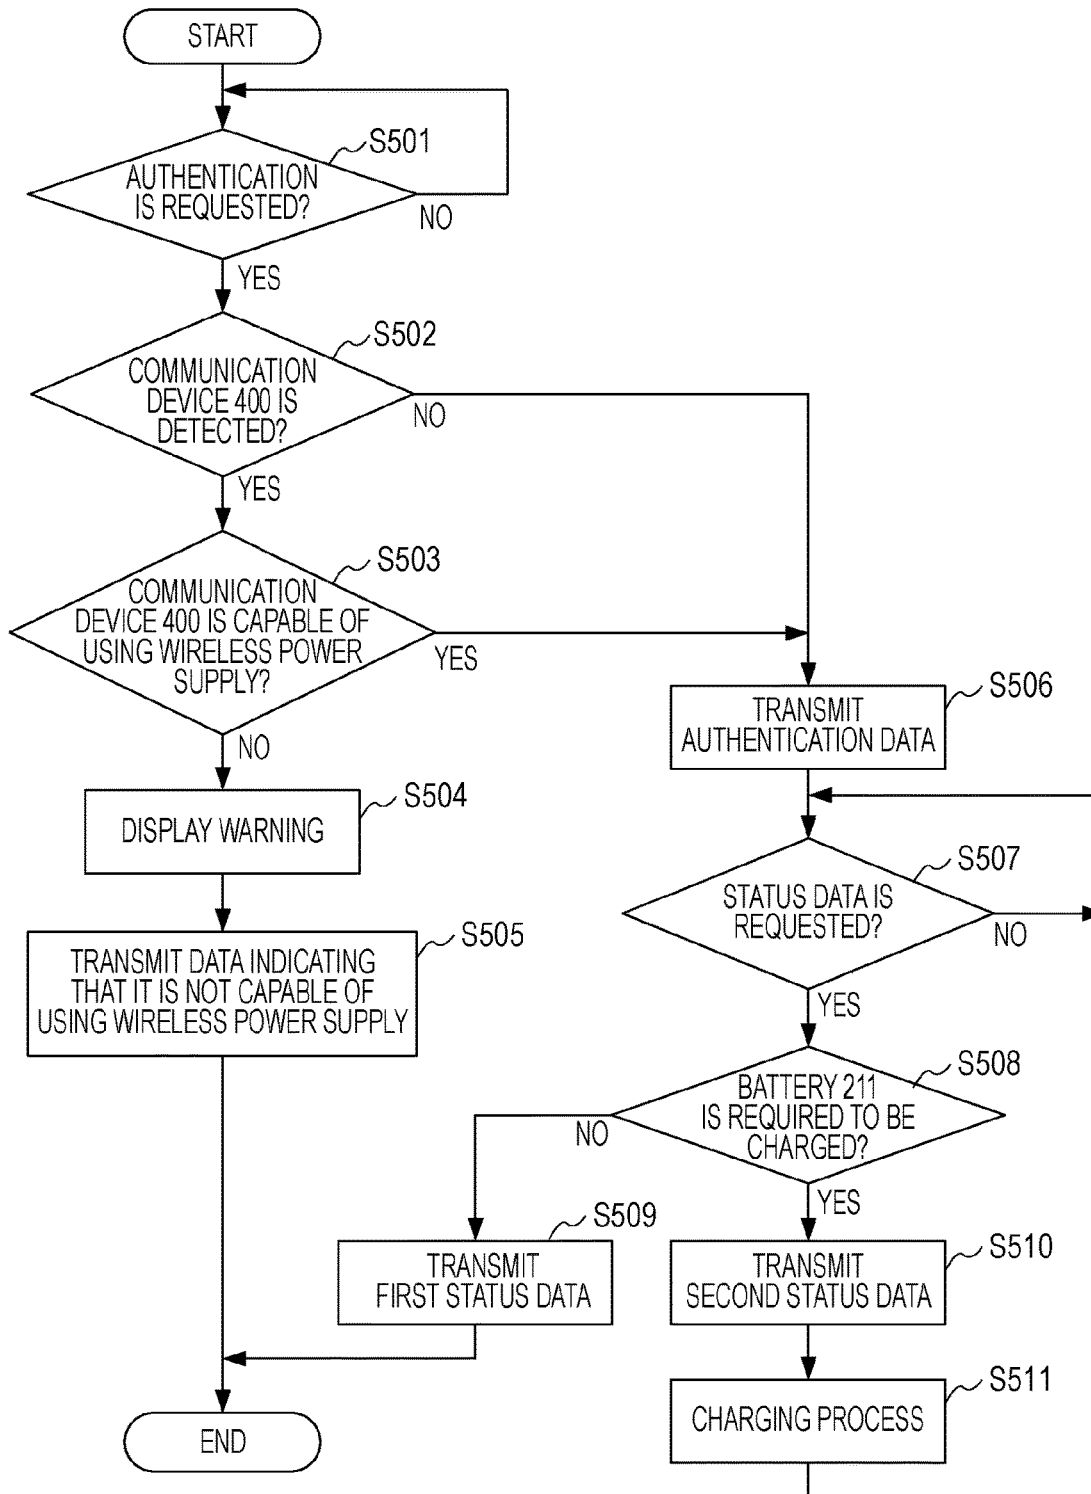 START
S501
AUTHENTICATION
IS REQUESTED?
NO
YES
S502
COMMUNICATION
DEVICE 400 IS
DETECTED?
NO
YES
S503
COMMUNICATION
DEVICE 400 IS CAPABLE OF
USING WIRELESS POWER
SUPPLY?
YES
NO
S504
DISPLAY WARNING
S505
TRANSMIT DATA INDICATING
THAT IT IS NOT CAPABLE OF
USING WIRELESS POWER SUPPLY
S506
TRANSMIT
AUTHENTICATION DATA
S507
STATUS DATA IS
REQUESTED?
NO
YES
S508
BATTERY 211
IS REQUIRED TO BE
CHARGED?
NO
YES
S509
TRANSMIT
FIRST STATUS DATA
S510
TRANSMIT
SECOND STATUS DATA
S511
CHARGING PROCESS
END